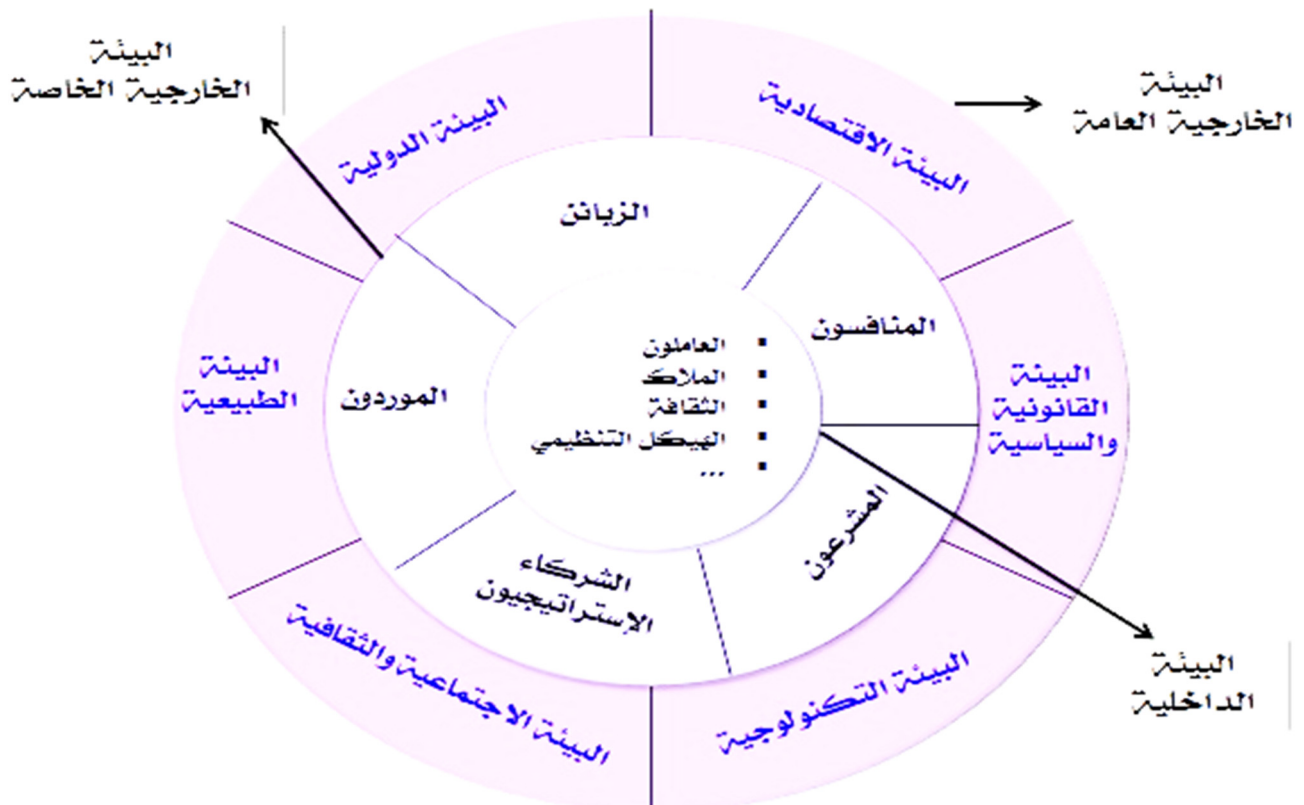 البيئة
الخارجية العامة
البيئة
الخارجية الخاصة
البيئة الاقتصادية
البيئة الدولية
الزبائن
المنافسون
العاملون
الملاك
الثقافة
الهيكل التنظيمي
...
البيئة
القانونية
والسياسية
الموردون
البيئة
الطبيعية
المشرعون
الشركاء
الإستراتيجيون
البيئة التكنولوجية
البيئة الاجتماعية والثقافية
البيئة
الداخلية